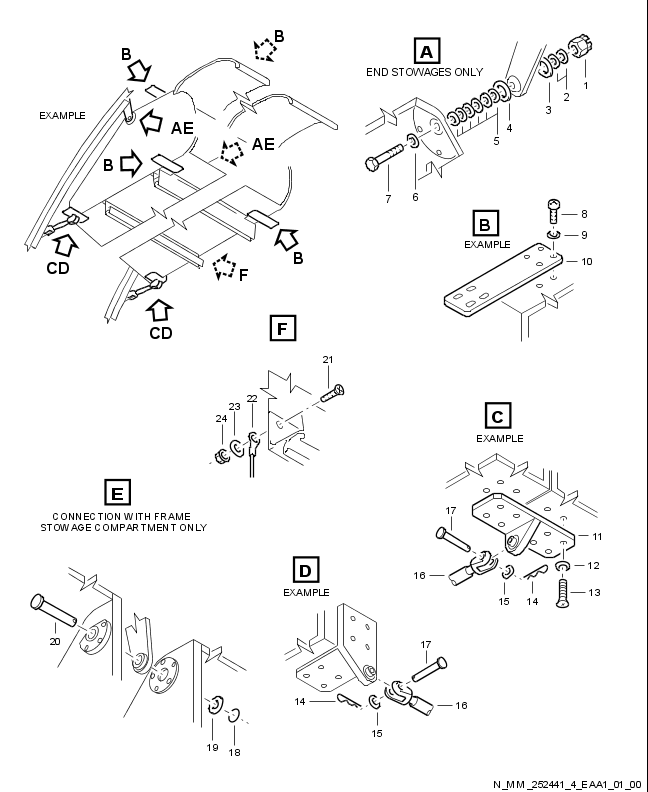 B
B
A
END STOWAGES ONLY
1
2
3
4
5
6
7
EXAMPLE
AE
AE
B
B
CD
F
CD
B
EXAMPLE
8
9
10
F
21
22
23
24
C
EXAMPLE
17
16
15
14
11
12
13
E
CONNECTION WITH FRAME
STOWAGE COMPARTMENT ONLY
20
19
18
D
EXAMPLE
17
14
15
16
N_MM_252441_4_EAA1_01_00